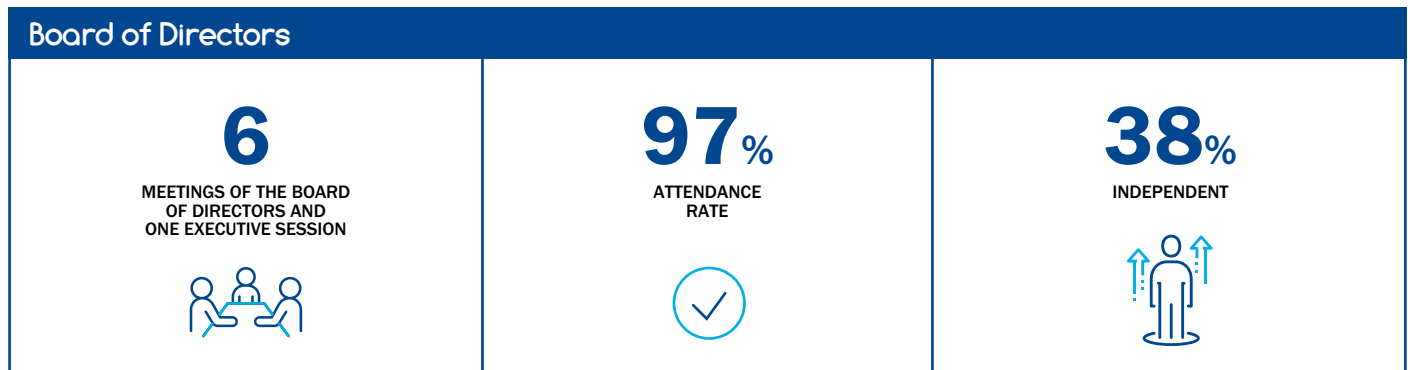 Board of Directors
6
MEETINGS OF THE BOARD
OF DIRECTORS AND
ONE EXECUTIVE SESSION
97%
ATTENDANCE
RATE
38%
INDEPENDENT